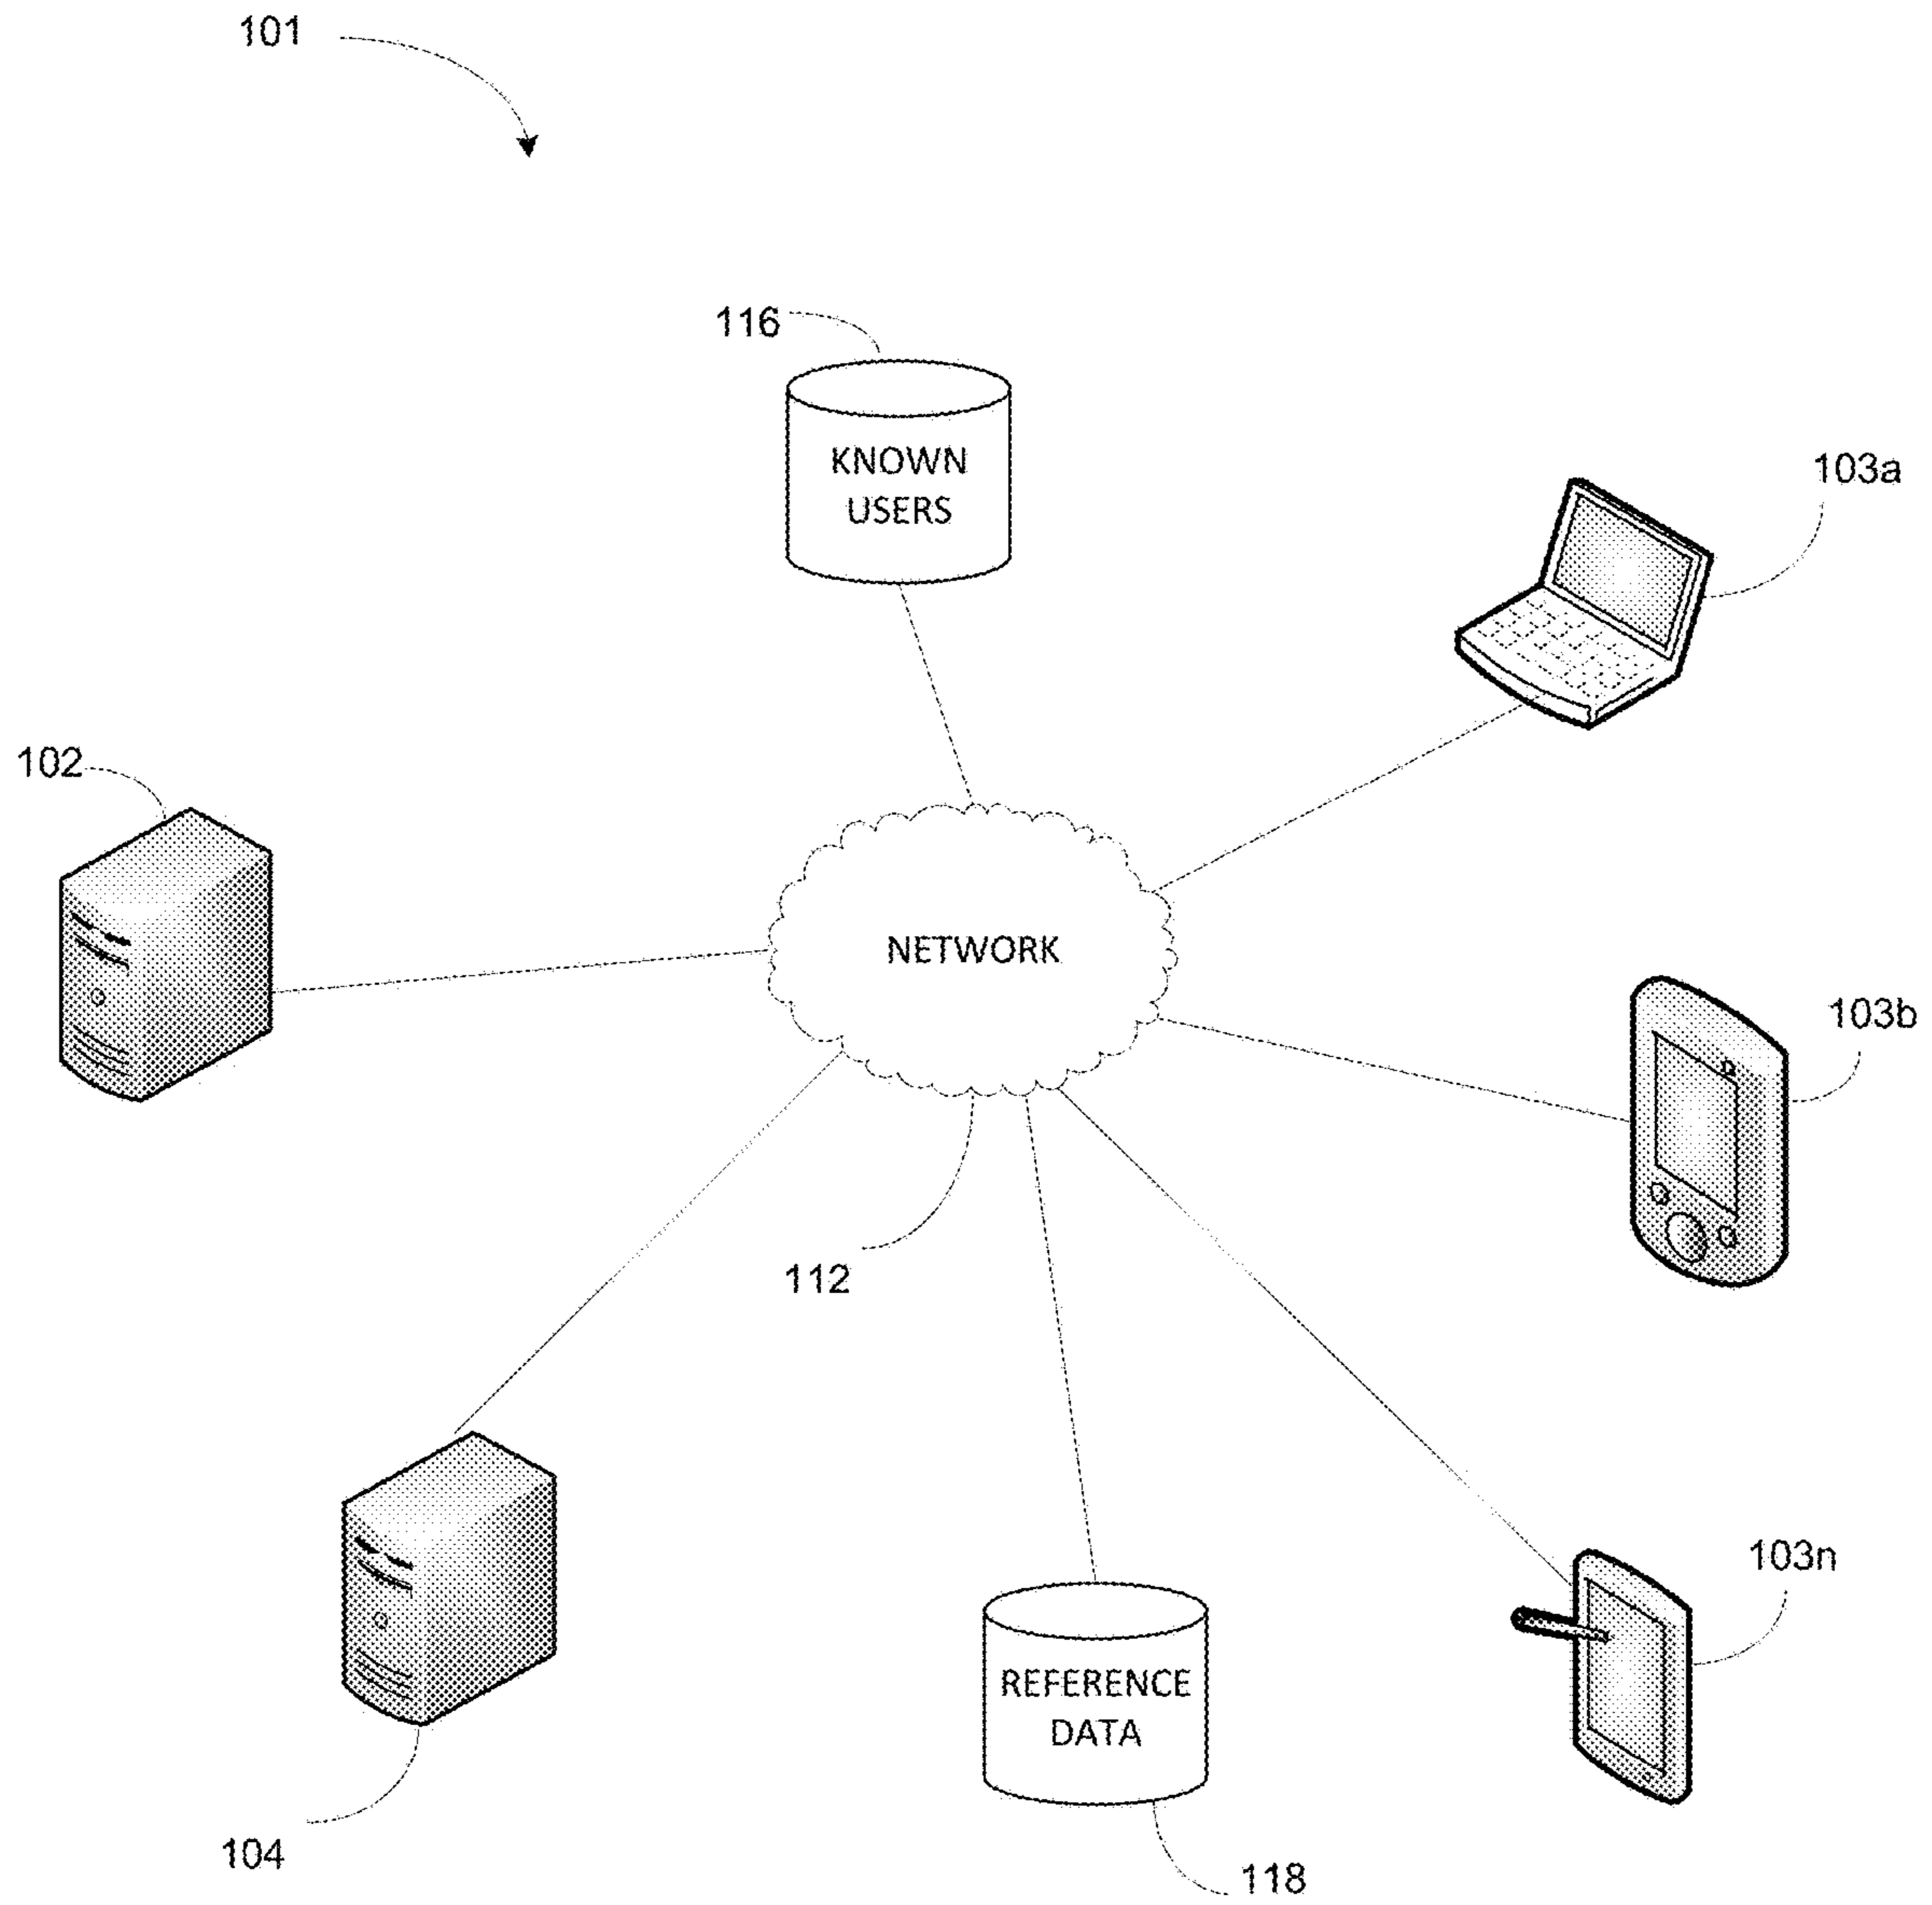 101
116
KNOWN
USERS
103a
102
NETWORK
103b
112
103n
REFERENCE
DATA
104
118